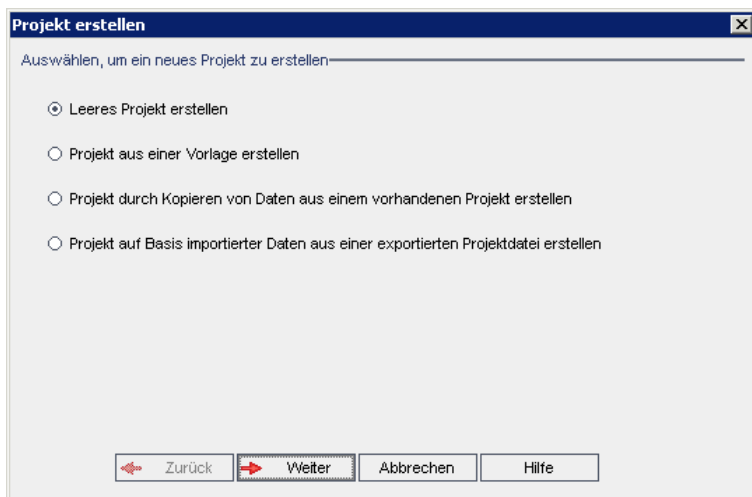 Projekt erstellen
Auswählen, um ein neues Projekt zu erstellen
Leeres Projekt erstellen
Projekt aus einer Vorlage erstellen
Projekt durch Kopieren von Daten aus einem vorhandenen Projekt erstellen
Projekt auf Basis importierter Daten aus einer exportierten Projektdatei erstellen
Zurück Weiter Abbrechen Hilfe